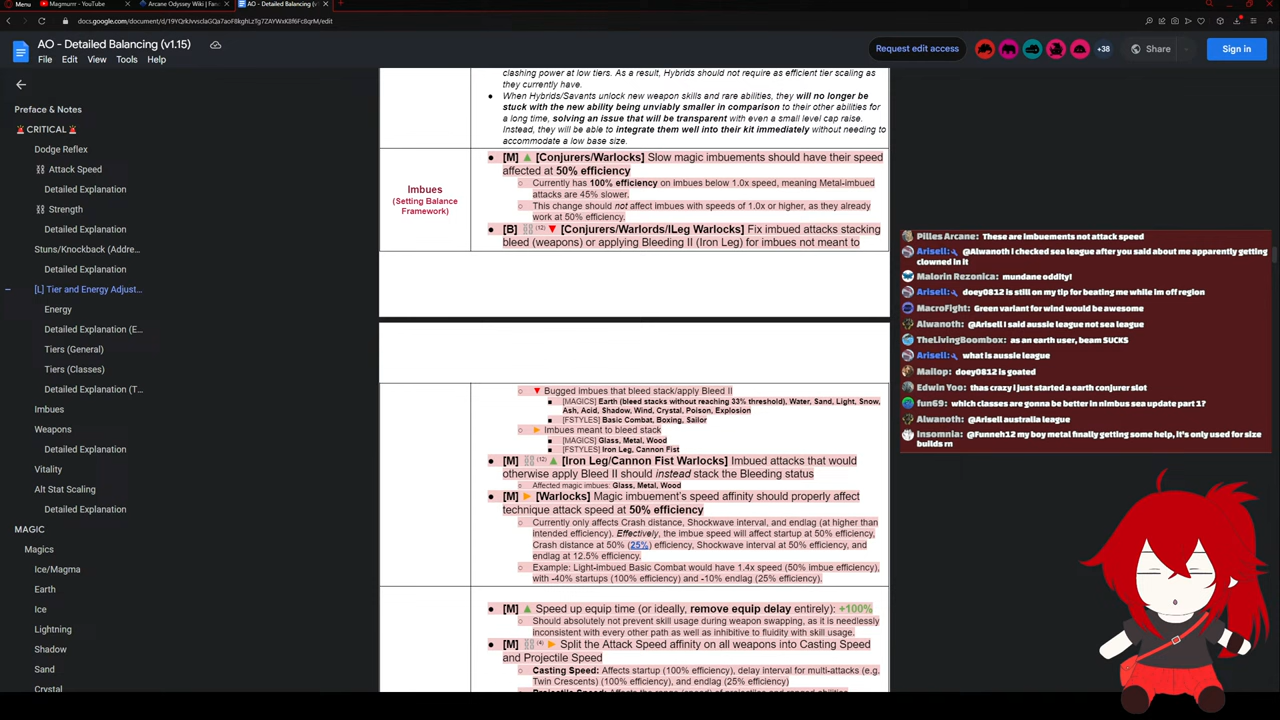 Menu
Magmurrr - YouTube
Arcane Odyssey Wiki | Fan
AO - Detailed Balancing (v1.15)
AO - Detailed Balancing (v1.15)
File Edit View Tools Help
Request edit access
+38
Share
Sign in
Preface & Notes
CRITICAL
Dodge Reflex
Attack Speed
Detailed Explanation
Strength
Detailed Explanation
Stuns/Knockback (Addre...
Detailed Explanation
[L] Tier and Energy Adjust...
Energy
Detailed Explanation (E...
Tiers (General)
Tiers (Classes)
Detailed Explanation (T...
Imbues
Weapons
Detailed Explanation
Vitality
Alt Stat Scaling
Detailed Explanation
MAGIC
Magics
Ice/Magma
Earth
Ice
Lightning
Shadow
Wind
Sand
Crystal
clashing power at low tiers. As a result, Hybrids should not require as efficient tier scaling as
they currently have.
When Hybrids/Savants unlock new weapon skills and rare abilities, they will no longer be
stuck with the new ability being unviably smaller in comparison to their other abilities for
a long time, solving an issue that will be transparent with even a small level cap raise.
Instead, they will be able to integrate them well into their kit immediately without needing to
accommodate a low base size.
Imbues
(Setting Balance
Framework)
[M] ▲ [Conjurers/Warlocks] Slow magic imbuements should have their speed
affected at 50% efficiency
Currently has 100% efficiency on imbues below 1.0x speed, meaning Metal-imbued
attacks are 45% slower.
This change should not affect imbues with speeds of 1.0x or higher, as they already
work at 50% efficiency.
[B] ⛓ (12) ▼ [Conjurers/Warlords/ILeg Warlocks] Fix imbued attacks stacking
bleed (weapons) or applying Bleeding II (Iron Leg) for imbues not meant to
▼ Bugged imbues that bleed stack/apply Bleed II
[MAGICS] Earth (bleed stacks without reaching 33% threshold), Water, Sand, Light, Snow,
Ash, Acid, Shadow, Wind, Crystal, Poison, Explosion
[FSTYLES] Basic Combat, Boxing, Sailor
► Imbues meant to bleed stack
[MAGICS] Glass, Metal, Wood
[FSTYLES] Iron Leg, Cannon Fist
[M] ⛓ (12) ▲ [Iron Leg/Cannon Fist Warlocks] Imbued attacks that would
otherwise apply Bleed II should instead stack the Bleeding status
Affected magic imbues: Glass, Metal, Wood
[M] ► [Warlocks] Magic imbuement's speed affinity should properly affect
technique attack speed at 50% efficiency
Currently only affects Crash distance, Shockwave interval, and endlag (at higher than
intended efficiency). Effectively, the imbue speed will affect startup at 50% efficiency,
Crash distance at 50% (25%) efficiency, Shockwave interval at 50% efficiency, and
endlag at 12.5% efficiency.
Example: Light-imbued Basic Combat would have 1.4x speed (50% imbue efficiency),
with -40% startups (100% efficiency) and -10% endlag (25% efficiency).
[M] ▲ Speed up equip time (or ideally, remove equip delay entirely): +100%
Should absolutely not prevent skill usage during weapon swapping, as it is needlessly
inconsistent with every other path as well as inhibitive to fluidity with skill usage.
[M] ⛓ (4) ► Split the Attack Speed affinity on all weapons into Casting Speed
and Projectile Speed
Casting Speed: Affects startup (100% efficiency), delay interval for multi-attacks (e.g.
Twin Crescents) (100% efficiency), and endlag (25% efficiency)
Pilles Arcane: These are imbuements not attack speed
Arisell: @Alwanoth I checked sea league after you said about me apparently getting
clowned in it
Malorin Rezonica: mundane oddity!
Arisell: doey0812 is still on my tip for beating me while im off region
MacroFight: Green variant for wind would be awesome
Alwanoth: @Arisell I said aussie league not sea league
TheLivingBoombox: as an earth user, beam SUCKS
Arisell: what is aussie league
Mailop: doey0812 is goated
Edwin Yoo: thas crazy I just started a earth conjurer slot
fun69: which classes are gonna be better in nimbus sea update part 1?
Alwanoth: @Arisell australia league
Insomnia: @Funneh12 my boy metal finally getting some help, it's only used for size
builds rn